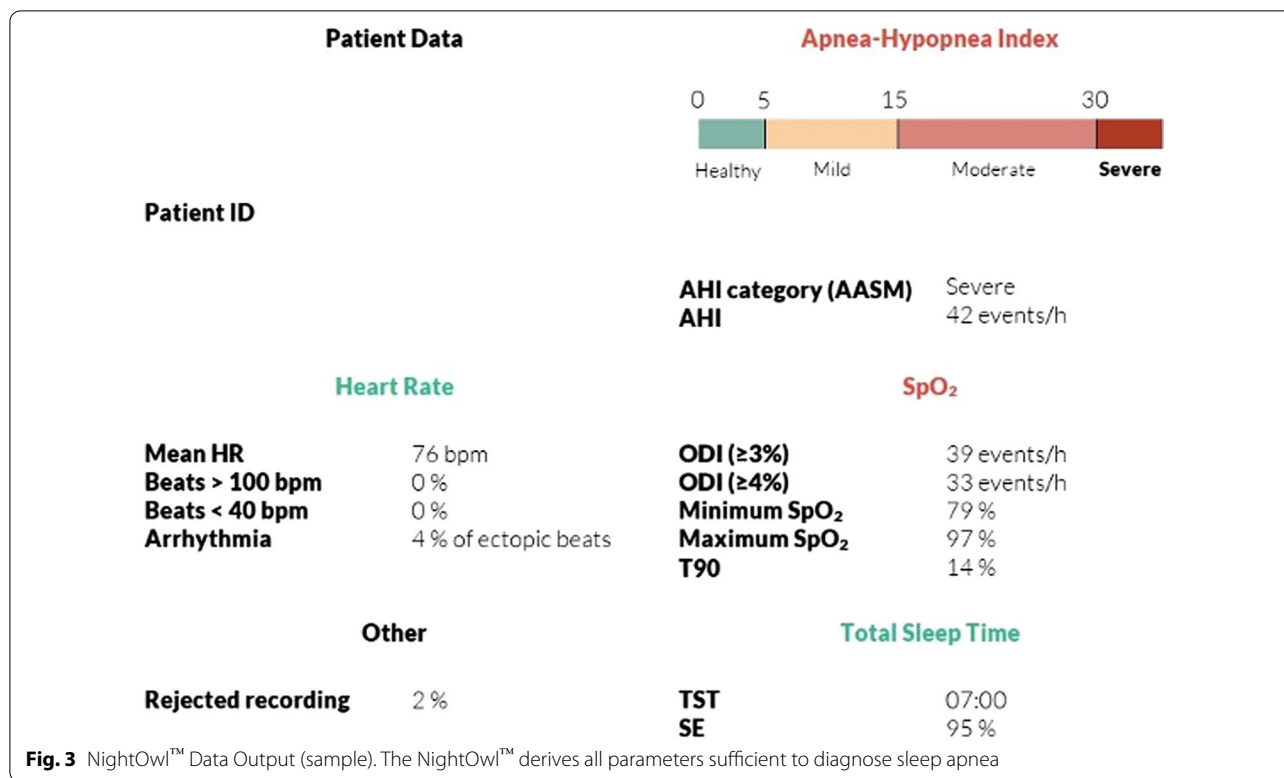 Patient Data
Patient ID
Apnea-Hypopnea Index
0 5 15 30
Healthy Mild Moderate Severe
AHI category (AASM) Severe
AHI 42 events/h
Heart Rate
Mean HR 76 bpm
Beats > 100 bpm 0 %
Beats < 40 bpm 0 %
Arrhythmia 4 % of ectopic beats
SpO₂
ODI (≥3%) 39 events/h
ODI (≥4%) 33 events/h
Minimum SpO₂ 79 %
Maximum SpO₂ 97 %
T90 14 %
Other
Rejected recording 2 %
Total Sleep Time
TST 07:00
SE 95 %
Fig. 3 NightOwl™ Data Output (sample). The NightOwl™ derives all parameters sufficient to diagnose sleep apnea